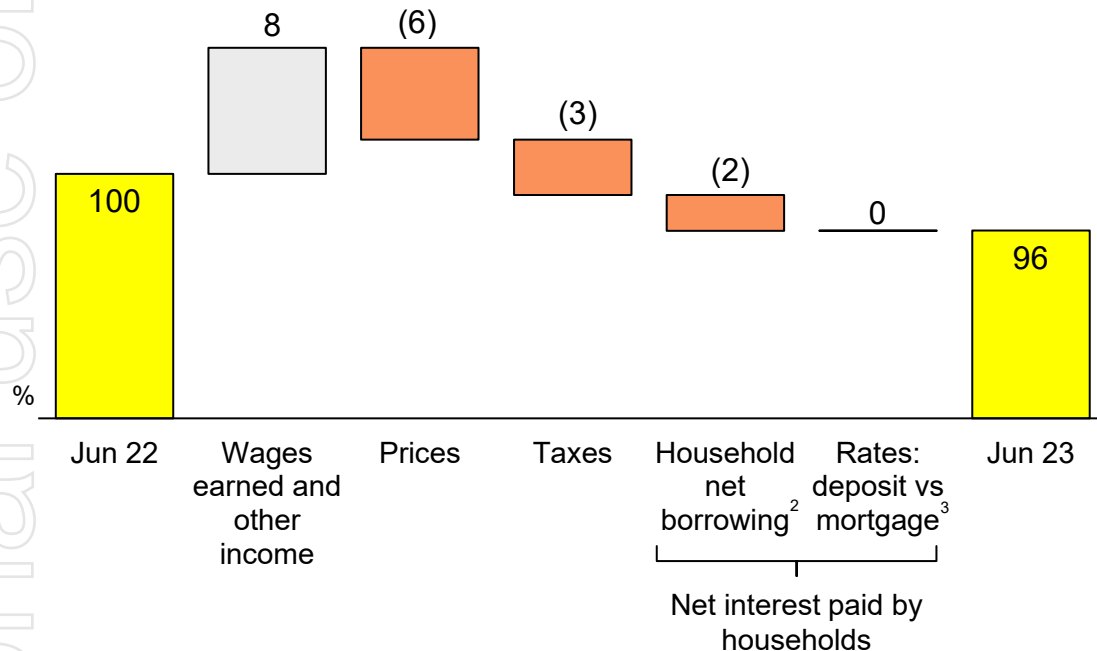 8
(6)
(3)
(2)
0
100
96
%
Jun 22
Wages
earned and
other
income
Prices
Taxes
Household
net
borrowing²
Rates:
deposit vs
mortgage³
Jun 23
Net interest paid by
households